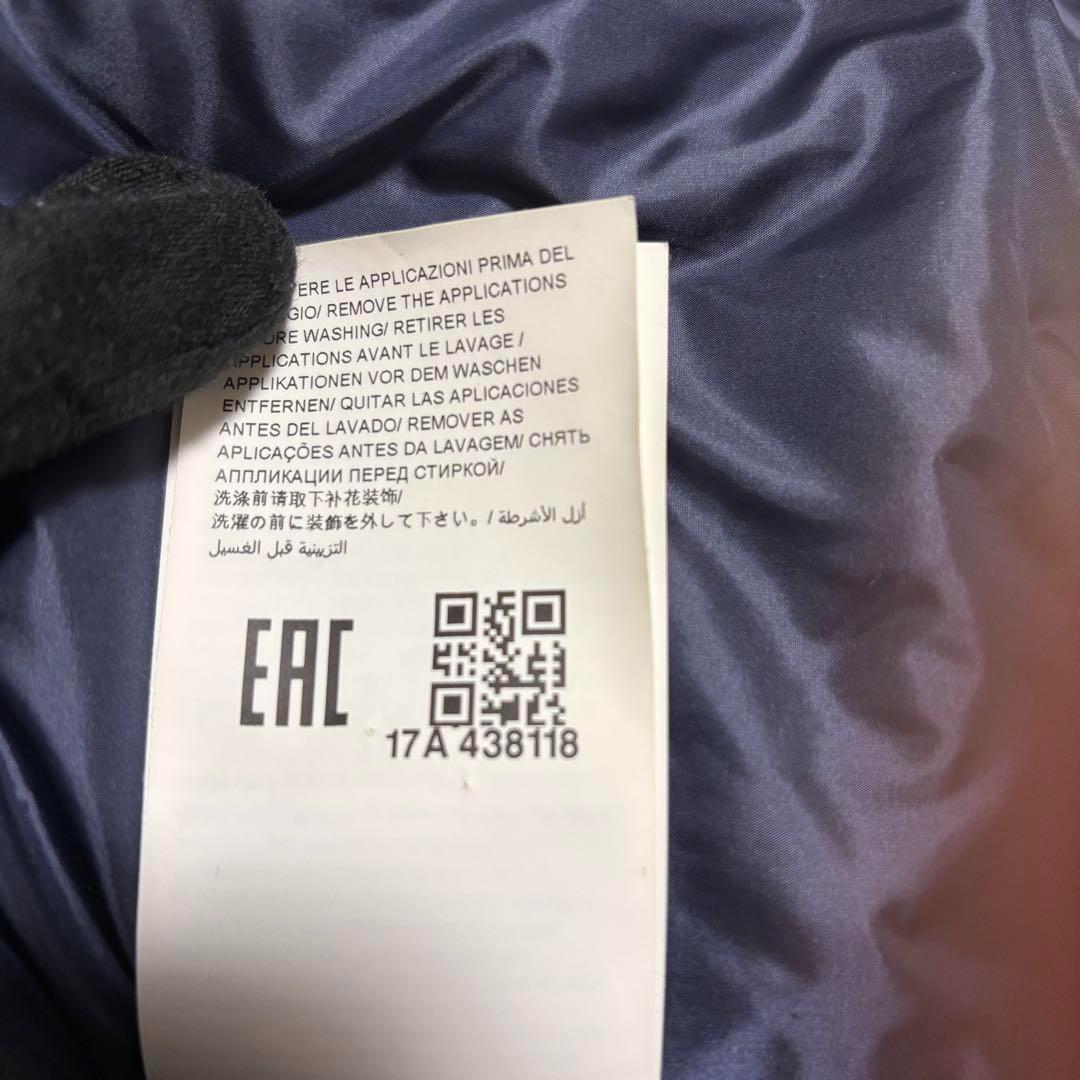 ERE LE APPLICAZIONI PRIMA DEL
GIO/ REMOVE THE APPLICATIONS
ORE WASHING/ RETIRER LES
APPLICATIONS AVANT LE LAVAGE /
APPLIKATIONEN VOR DEM WASCHEN
ENTFERNEN/ QUITAR LAS APLICACIONES
ANTES DEL LAVADO/ REMOVER AS
APLICAÇÕES ANTES DA LAVAGEM/ СНЯТЬ
АППЛИКАЦИИ ПЕРЕД СТИРКОЙ/
洗涤前请取下补花装饰/
洗濯の前に装飾を外して下さい。/ أزل الأشرطة
التزيينية قبل الغسيل
EAC
17A 438118